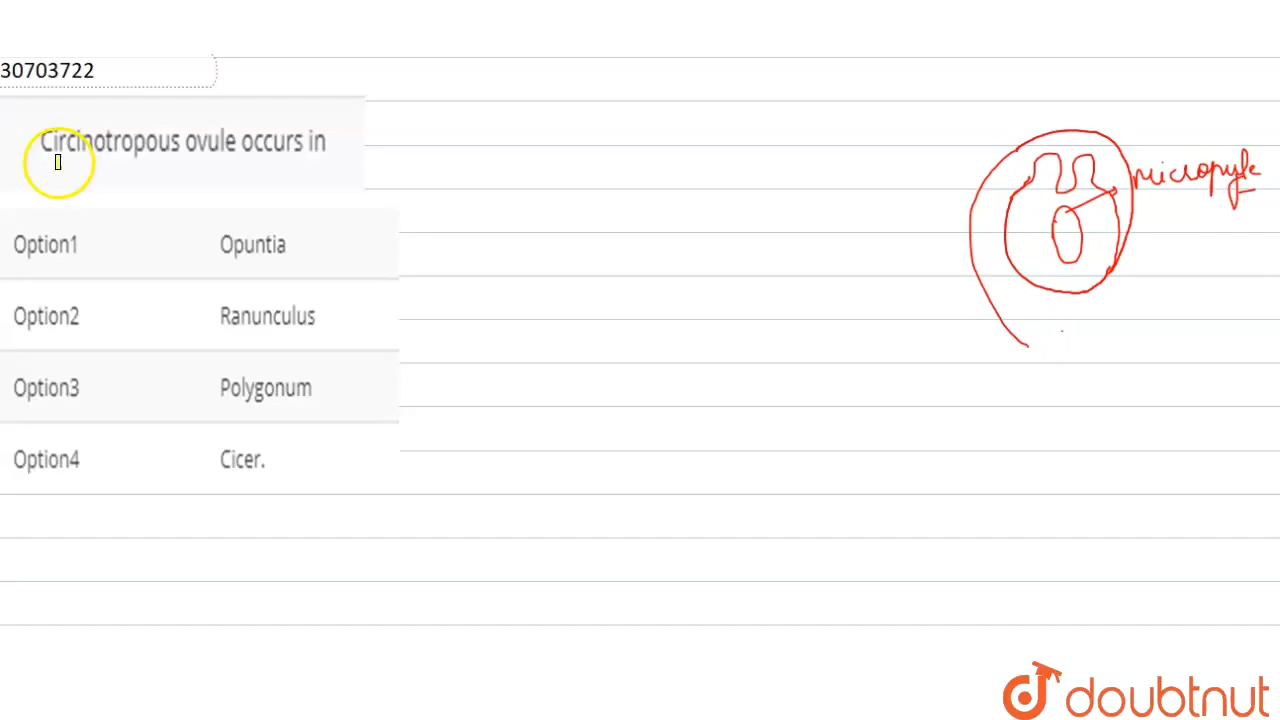 30703722
Circinotropous ovule occurs in
Option1 Opuntia
Option2 Ranunculus
Option3 Polygonum
Option4 Cicer.
micropyle
doubtnut